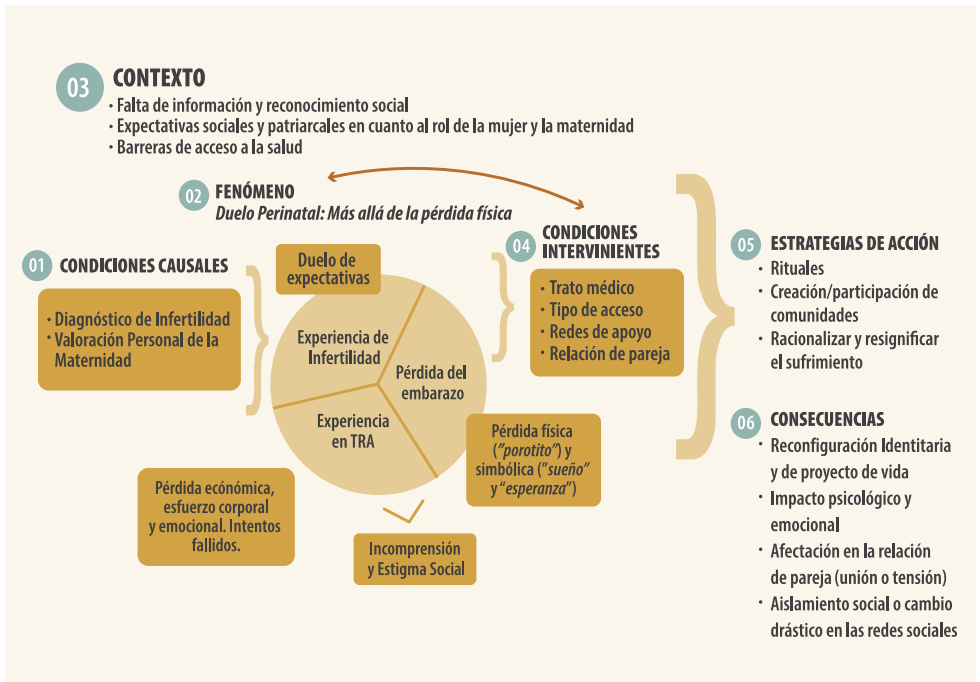 03 CONTEXTO
· Falta de información y reconocimiento social
· Expectativas sociales y patriarcales en cuanto al rol de la mujer y la maternidad
· Barreras de acceso a la salud
02 FENÓMENO
Duelo Perinatal: Más allá de la pérdida física
01 CONDICIONES CAUSALES
· Diagnóstico de Infertilidad
· Valoración Personal de la
Maternidad
Duelo de
expectativas
Experiencia de
Infertilidad
Pérdida del
embarazo
Experiencia
en TRA
Pérdida física
("porotito") y
simbólica ("sueño"
y "esperanza")
Pérdida ecónómica,
esfuerzo corporal
y emocional. Intentos
fallidos.
Incomprensión
y Estigma Social
04 CONDICIONES
INTERVINIENTES
· Trato médico
· Tipo de acceso
· Redes de apoyo
· Relación de pareja
05 ESTRATEGIAS DE ACCIÓN
· Rituales
· Creación/participación de
comunidades
· Racionalizar y resignificar
el sufrimiento
06 CONSECUENCIAS
· Reconfiguración Identitaria
y de proyecto de vida
· Impacto psicológico y
emocional
· Afectación en la relación
de pareja (unión o tensión)
· Aislamiento social o cambio
drástico en las redes sociales